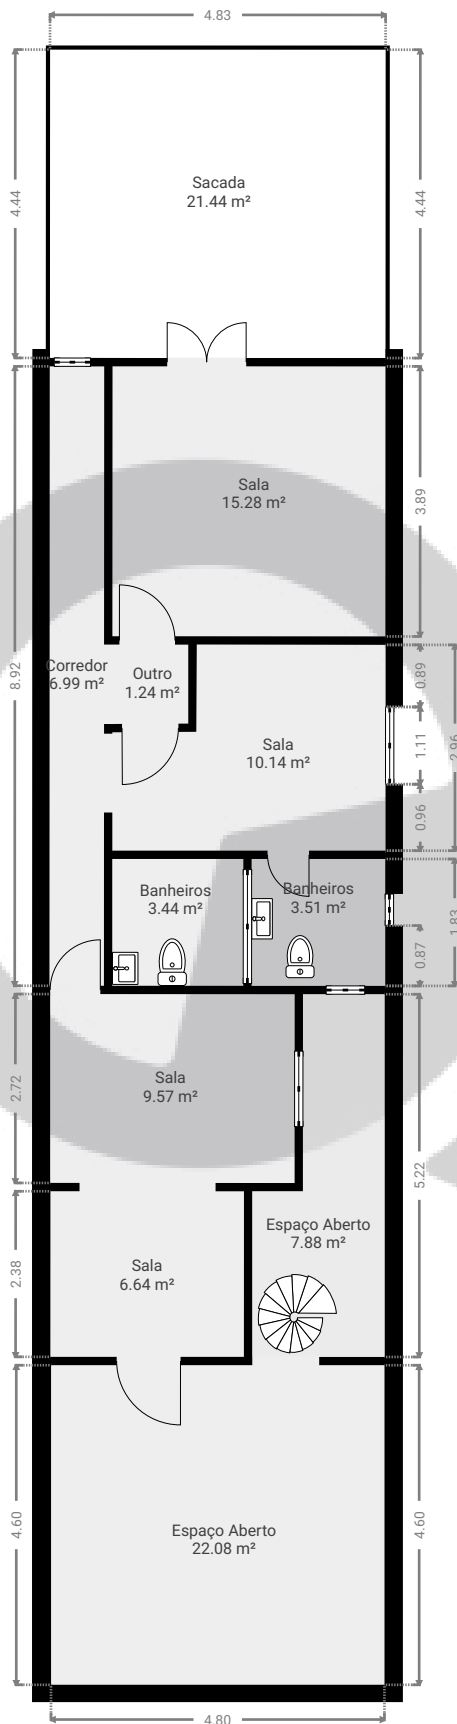 4.83
Sacada
21.44 m²
4.44
4.44
Sala
15.28 m²
3.89
8.92
Corredor
6.99 m²
Outro
1.24 m²
0.89
Sala
10.14 m²
1.11
2.96
0.96
Banheiros
3.44 m²
Banheiros
3.51 m²
1.83
0.87
Sala
9.57 m²
2.72
5.22
Espaço Aberto
7.88 m²
Sala
6.64 m²
2.38
Espaço Aberto
22.08 m²
4.60
4.60
4.80